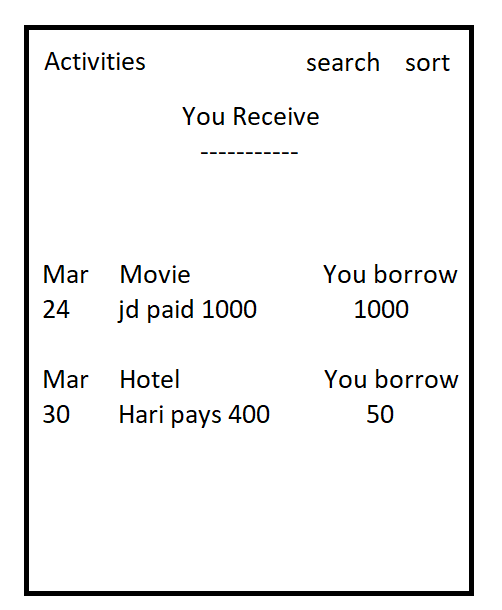 Activities search sort
You Receive
-----------
Mar Movie You borrow
24 jd paid 1000 1000
Mar Hotel You borrow
30 Hari pays 400 50